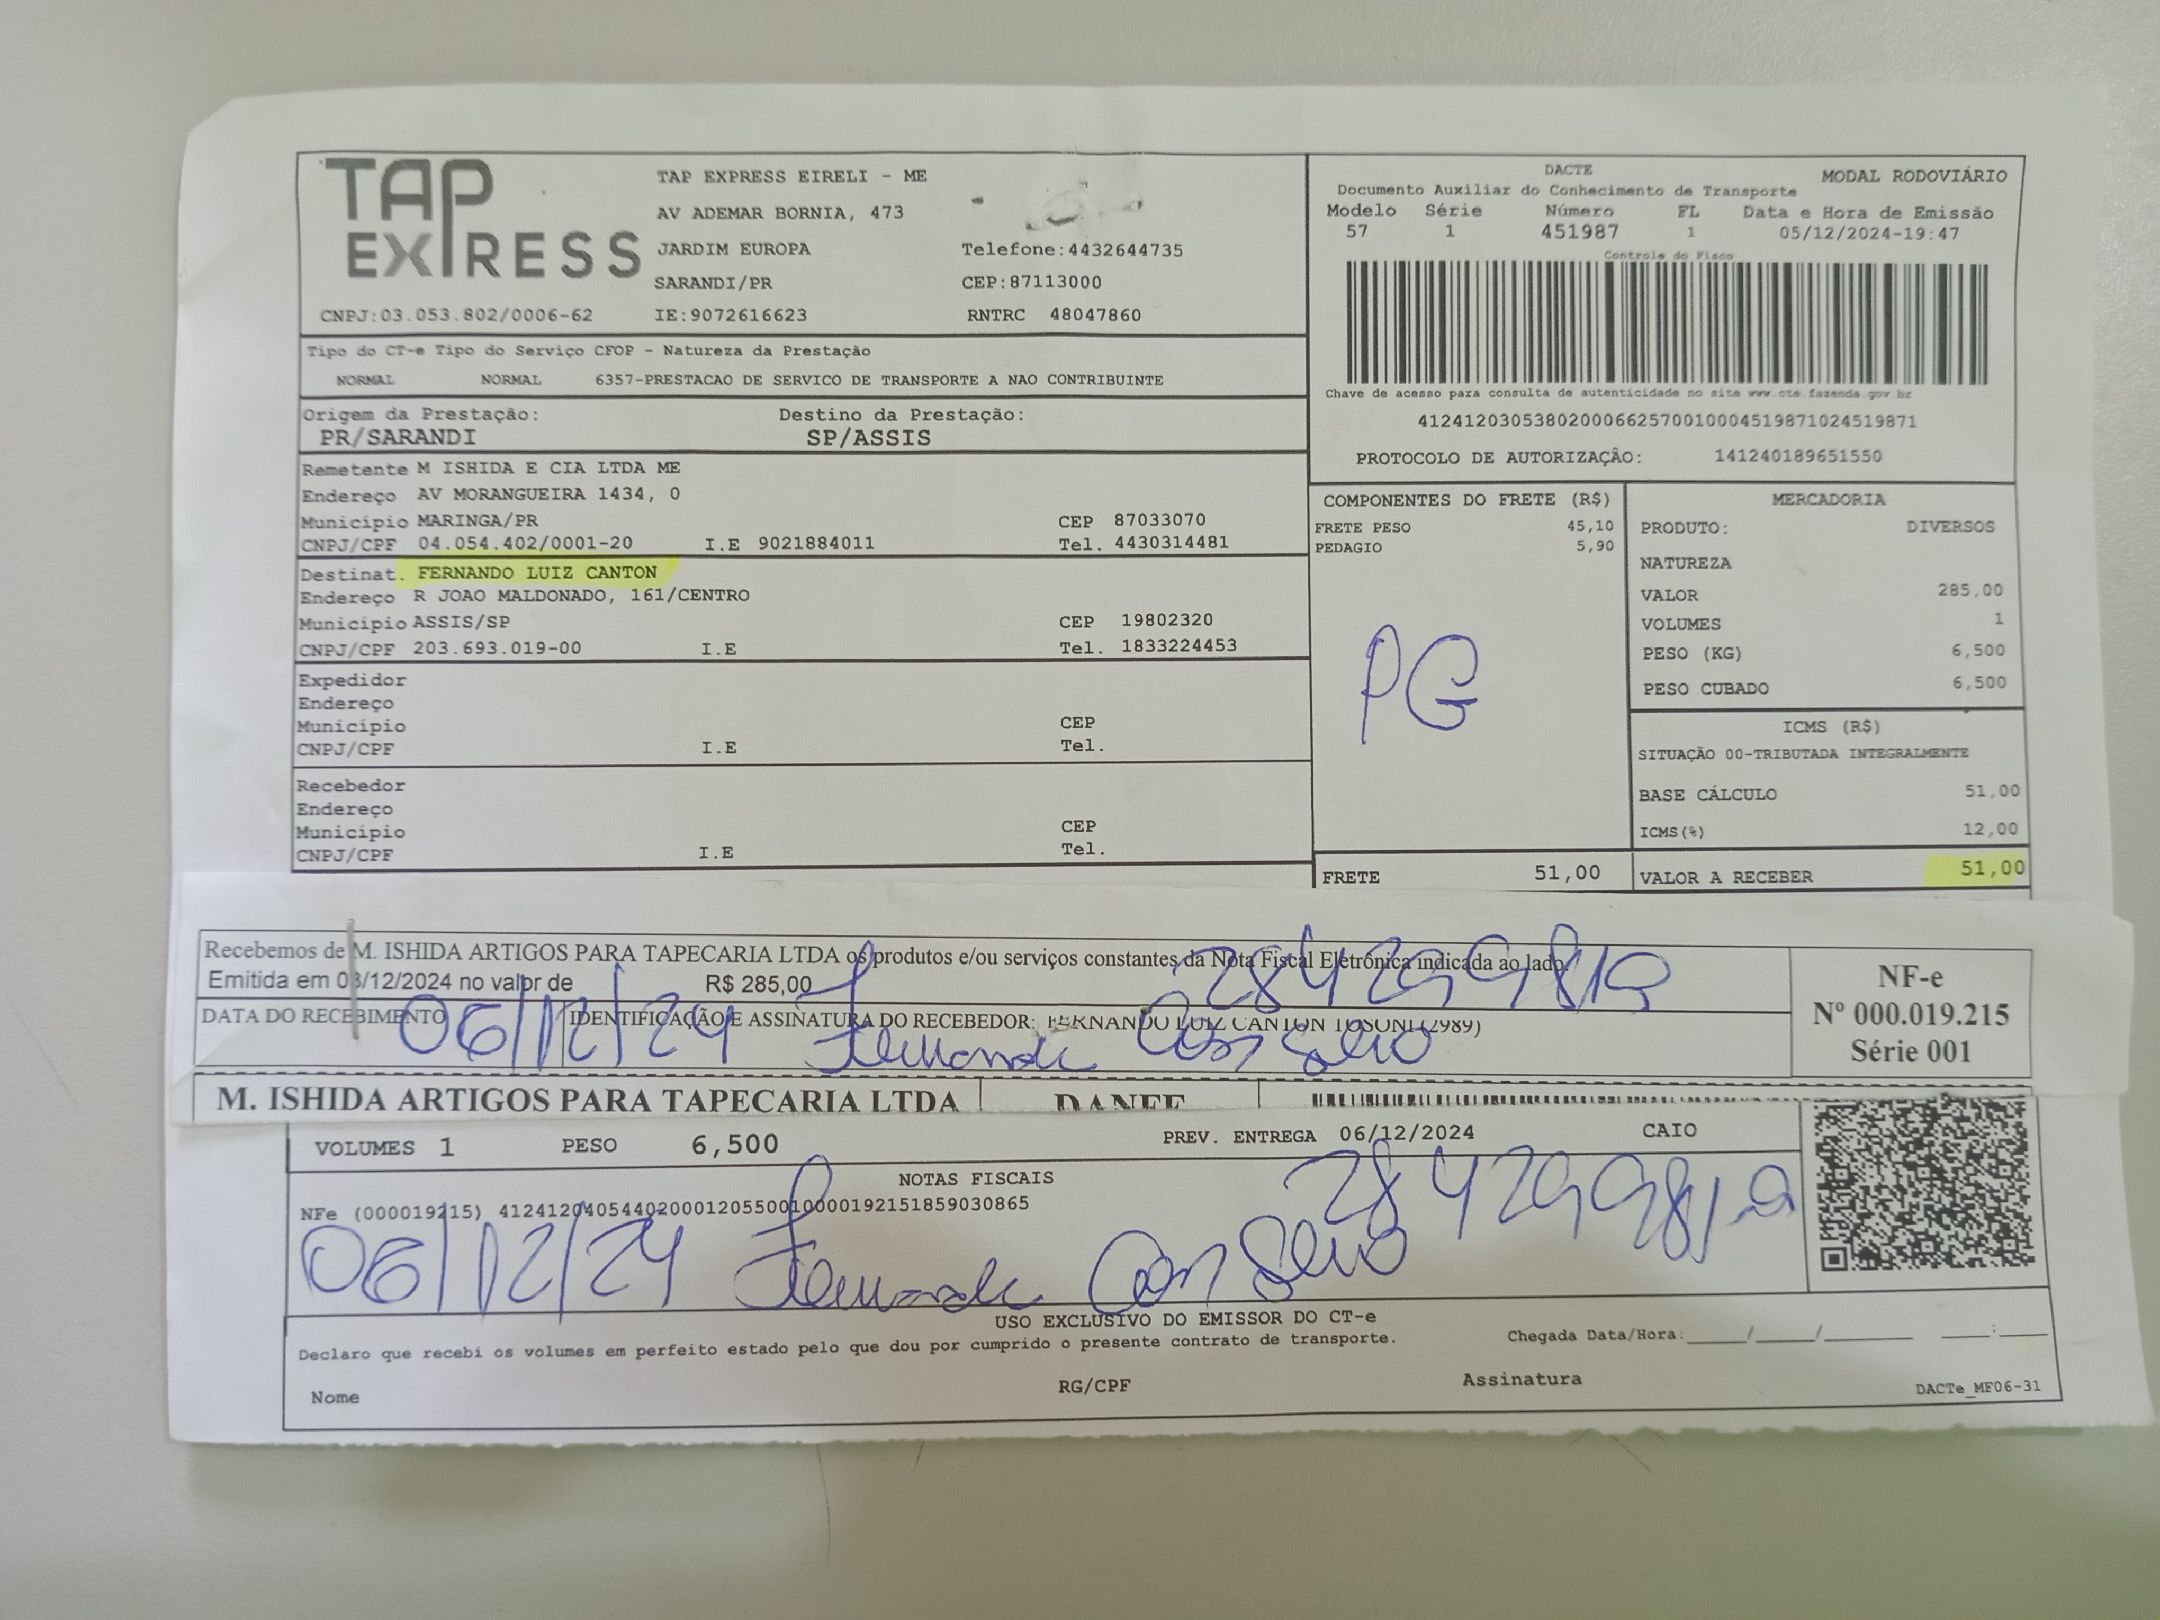 TAP EXPRESS
TAP EXPRESS EIRELI - ME
AV ADEMAR BORNIA, 473
JARDIM EUROPA Telefone:4432644735
SARANDI/PR CEP:87113000
CNPJ:03.053.802/0006-62 IE:9072616623 RNTRC 48047860
DACTE MODAL RODOVIÁRIO
Documento Auxiliar do Conhecimento de Transporte
Modelo Série Número FL Data e Hora de Emissão
57 1 451987 1 05/12/2024-19:47
Controle do Fisco
Chave de acesso para consulta de autenticidade no site www.cte.fazenda.gov.br
41241203053802000662570010004519871024519871
PROTOCOLO DE AUTORIZAÇÃO: 141240189651550
Tipo do CT-e Tipo do Serviço CFOP - Natureza da Prestação
NORMAL NORMAL 6357-PRESTACAO DE SERVICO DE TRANSPORTE A NAO CONTRIBUINTE
Origem da Prestação: Destino da Prestação:
PR/SARANDI SP/ASSIS
Remetente M ISHIDA E CIA LTDA ME
Endereço AV MORANGUEIRA 1434, 0
Município MARINGA/PR CEP 87033070
CNPJ/CPF 04.054.402/0001-20 I.E 9021884011 Tel. 4430314481
Destinat. FERNANDO LUIZ CANTON
Endereço R JOAO MALDONADO, 161/CENTRO
Município ASSIS/SP CEP 19802320
CNPJ/CPF 203.693.019-00 I.E Tel. 1833224453
Expedidor
Endereço
Município CEP
CNPJ/CPF I.E Tel.
Recebedor
Endereço
Município CEP
CNPJ/CPF I.E Tel.
COMPONENTES DO FRETE (R$)
FRETE PESO 45,10
PEDAGIO 5,90
PG
FRETE 51,00
MERCADORIA
PRODUTO: DIVERSOS
NATUREZA
VALOR 285,00
VOLUMES 1
PESO (KG) 6,500
PESO CUBADO 6,500
ICMS (R$)
SITUAÇÃO 00-TRIBUTADA INTEGRALMENTE
BASE CÁLCULO 51,00
ICMS(%) 12,00
VALOR A RECEBER 51,00
Recebemos de M. ISHIDA ARTIGOS PARA TAPECARIA LTDA os produtos e/ou serviços constantes da Nota Fiscal Eletrônica indicada ao lado.
Emitida em 03/12/2024 no valor de R$ 285,00
DATA DO RECEBIMENTO IDENTIFICAÇÃO E ASSINATURA DO RECEBEDOR: FERNANDO LUIZ CANTON TOSONI (2989)
06/12/24
NF-e
Nº 000.019.215
Série 001
M. ISHIDA ARTIGOS PARA TAPECARIA LTDA DANFE
VOLUMES 1 PESO 6,500 PREV. ENTREGA 06/12/2024 CAIO
NOTAS FISCAIS
NFe (000019215) 41241204054402000120550010000192151859030865
06/12/24
USO EXCLUSIVO DO EMISSOR DO CT-e
Declaro que recebi os volumes em perfeito estado pelo que dou por cumprido o presente contrato de transporte. Chegada Data/Hora:_____/_____/_________ _____:_____
Nome RG/CPF Assinatura
DACTe_MF06-31